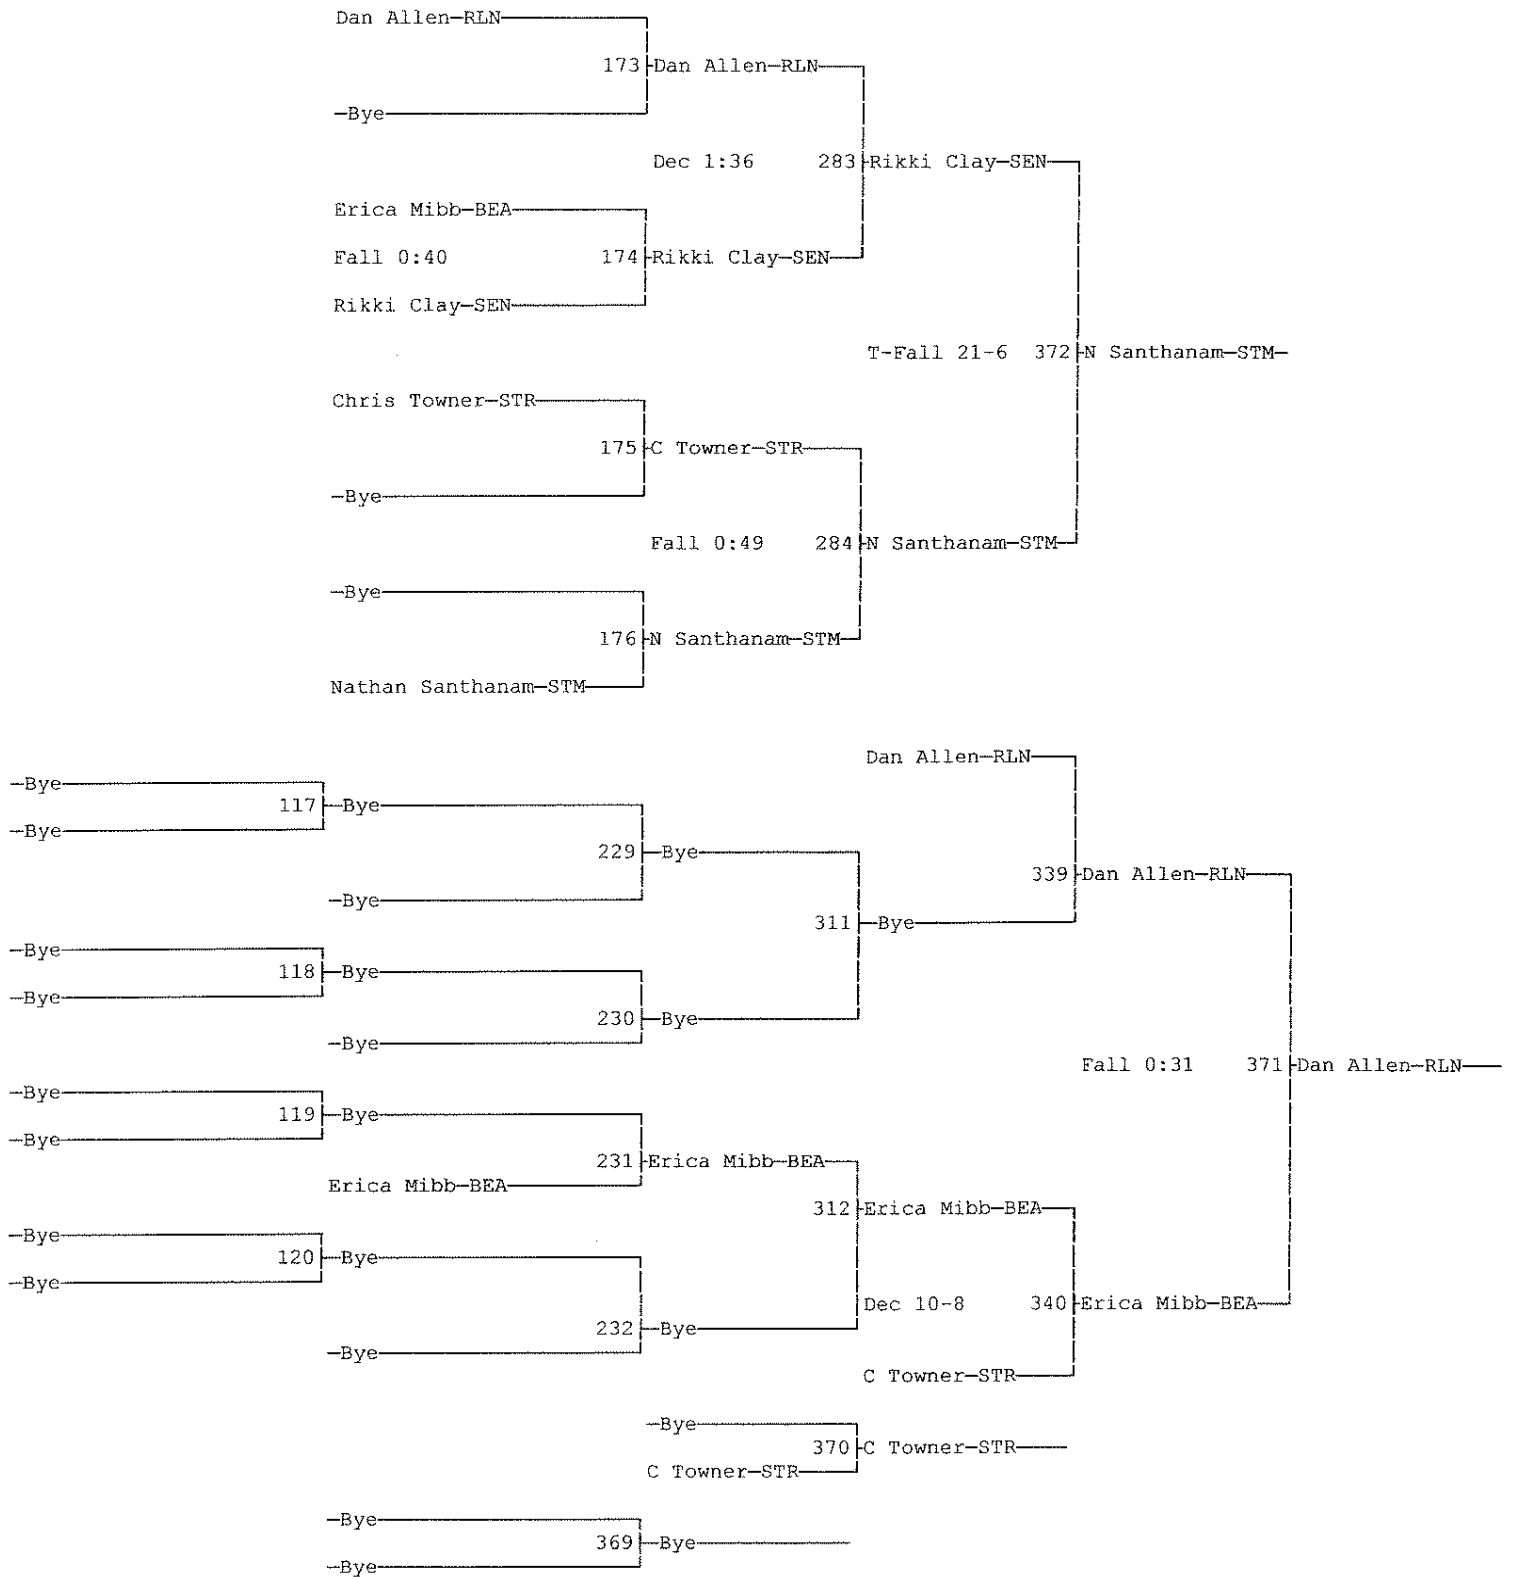 Dan Allen-RLN
173 Dan Allen-RLN
-Bye
Dec 1:36 283 Rikki Clay-SEN
Erica Mibb-BEA
Fall 0:40 174 Rikki Clay-SEN
Rikki Clay-SEN
T-Fall 21-6 372 N Santhanam-STM-
Chris Towner-STR
175 C Towner-STR
-Bye
Fall 0:49 284 N Santhanam-STM
-Bye
176 N Santhanam-STM
Nathan Santhanam-STM
Dan Allen-RLN
-Bye
117 -Bye
-Bye
229 -Bye
339 Dan Allen-RLN
-Bye
311 -Bye
-Bye
118 -Bye
-Bye
230 -Bye
-Bye
Fall 0:31 371 Dan Allen-RLN
-Bye
119 -Bye
-Bye
231 Erica Mibb-BEA
Erica Mibb-BEA
312 Erica Mibb-BEA
-Bye
120 -Bye
-Bye
Dec 10-8 340 Erica Mibb-BEA
232 -Bye
-Bye
C Towner-STR
-Bye
370 C Towner-STR
C Towner-STR
-Bye
369 -Bye
-Bye